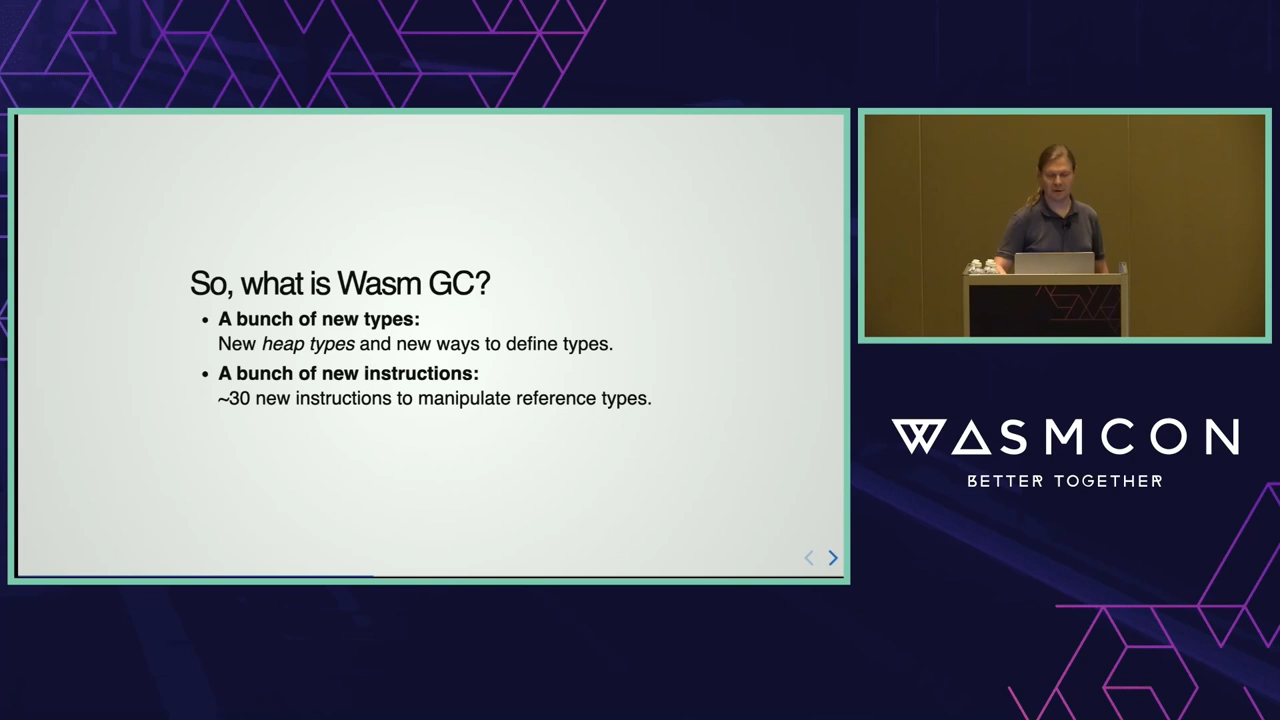 So, what is Wasm GC?
• A bunch of new types:
New heap types and new ways to define types.
• A bunch of new instructions:
~30 new instructions to manipulate reference types.
WASMCON
BETTER TOGETHER